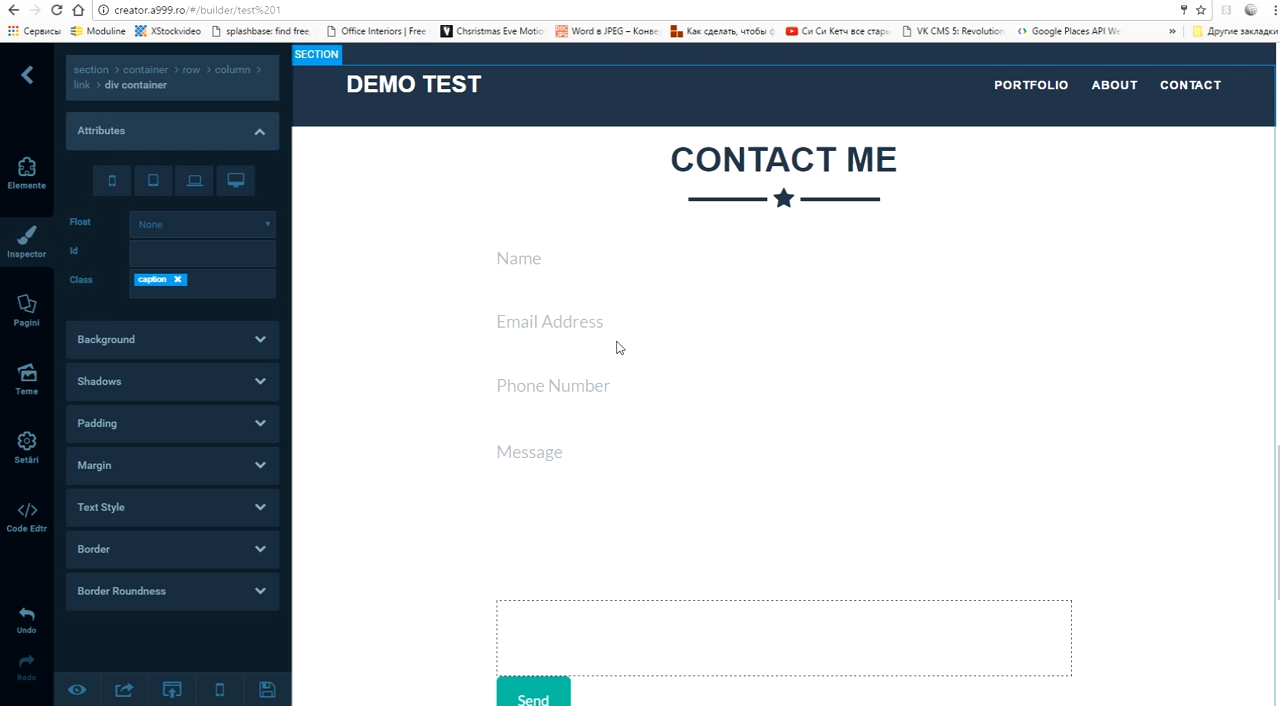 creator.a999.ro/#/builder/test%201
Сервисы Moduline XStockvideo splashbase: find free, Office Interiors | Free Chsristmas Eve Motio Word в JPEG – Конве Как сделать, чтобы ф Си Си Кетч все стары VK CMS 5: Revolution Google Places API We » Другие закладки
section > container > row > column >
link > div container
Attributes
Float None
Id
Class caption
Background
Shadows
Padding
Margin
Text Style
Border
Border Roundness
Elemente
Inspector
Pagini
Teme
Setări
Code Edtr
Undo
Redo
SECTION
DEMO TEST PORTFOLIO ABOUT CONTACT
CONTACT ME
Name
Email Address
Phone Number
Message
Send